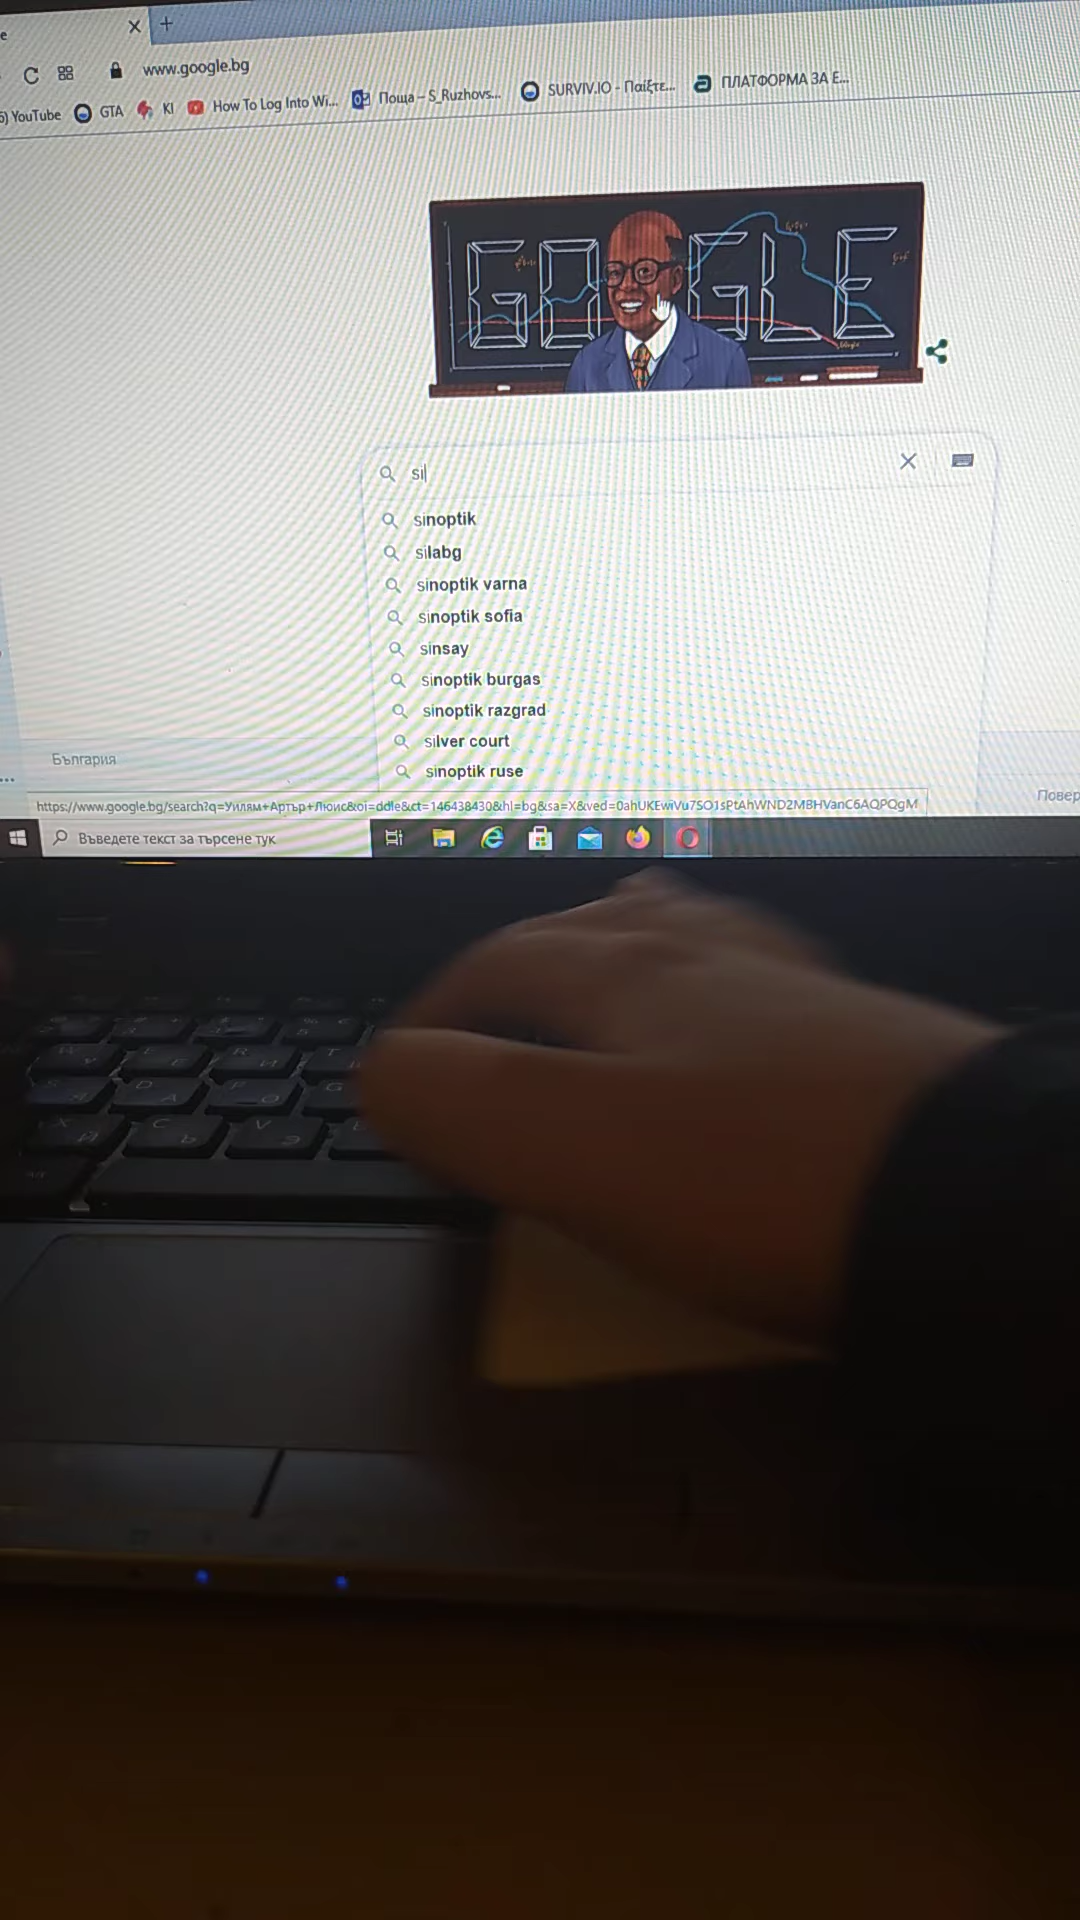 e
www.google.bg
6) YouTube GTA KI How To Log Into Wi... Поща – S_Ruzhovs... SURVIV.IO - Παίξτε... ПЛАТФОРМА ЗА Е...
GOOGLE
si
sinoptik
silabg
sinoptik varna
sinoptik sofia
sinsay
sinoptik burgas
sinoptik razgrad
silver court
sinoptik ruse
България
Повер
https://www.google.bg/search?q=Уилям+Артър+Люис&oi=ddle&ct=146438430&hl=bg&sa=X&ved=0ahUKEwiVu7SO1sPtAhWND2MBHVanC6AQPQgM
Въведете текст за търсене тук
R T
D G
X C V